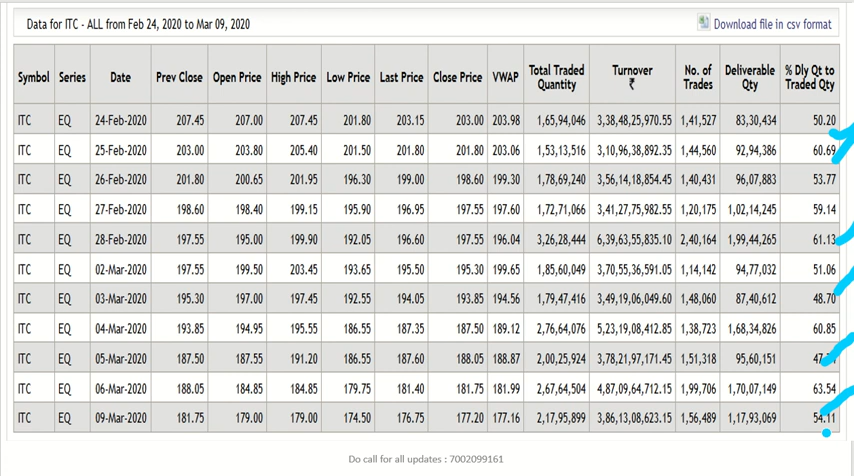 Data for ITC - ALL from Feb 24, 2020 to Mar 09, 2020
Download file in csv format
Symbol Series Date Prev Close Open Price High Price Low Price Last Price Close Price VWAP Total Traded Quantity Turnover ₹ No. of Trades Deliverable Qty % Dly Qt to Traded Qty
ITC EQ 24-Feb-2020 207.45 207.00 207.45 201.80 203.15 203.00 203.98 1,65,94,046 3,38,48,25,970.55 1,41,527 83,30,434 50.20
ITC EQ 25-Feb-2020 203.00 203.80 205.40 201.50 201.80 201.80 203.06 1,53,13,516 3,10,96,38,892.35 1,44,560 92,94,386 60.69
ITC EQ 26-Feb-2020 201.80 200.65 201.95 196.30 199.00 198.60 199.30 1,78,69,240 3,56,14,18,854.45 1,40,431 96,07,883 53.77
ITC EQ 27-Feb-2020 198.60 198.40 199.15 195.90 196.95 197.55 197.60 1,72,71,066 3,41,27,75,982.55 1,20,175 1,02,14,245 59.14
ITC EQ 28-Feb-2020 197.55 195.00 199.90 192.05 196.60 197.55 196.04 3,26,28,444 6,39,63,55,835.10 2,40,164 1,99,44,265 61.13
ITC EQ 02-Mar-2020 197.55 199.50 203.45 193.65 195.50 195.30 199.65 1,85,60,049 3,70,55,36,591.05 1,14,142 94,77,032 51.06
ITC EQ 03-Mar-2020 195.30 197.00 197.45 192.55 194.05 193.85 194.56 1,79,47,416 3,49,19,06,049.60 1,48,060 87,40,612 48.70
ITC EQ 04-Mar-2020 193.85 194.95 195.55 186.55 187.35 187.50 189.12 2,76,64,076 5,23,19,08,412.85 1,38,723 1,68,34,826 60.85
ITC EQ 05-Mar-2020 187.50 187.55 191.20 186.55 187.60 188.05 188.87 2,00,25,924 3,78,21,97,171.45 1,51,318 95,60,151
ITC EQ 06-Mar-2020 188.05 184.85 184.85 179.75 181.40 181.75 181.99 2,67,64,504 4,87,09,64,712.15 1,99,706 1,70,07,149 63.54
ITC EQ 09-Mar-2020 181.75 179.00 179.00 174.50 176.75 177.20 177.16 2,17,95,899 3,86,13,08,623.15 1,56,489 1,17,93,069 54.11
Do call for all updates : 7002099161